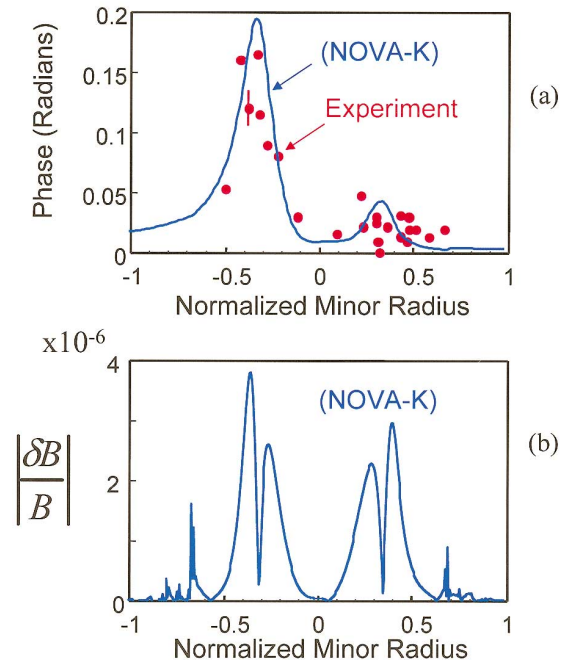 0.2
(NOVA-K)
0.15
(a)
Phase (Radians)
Experiment
0.1
0.05
0
-1 -0.5 0 0.5 1
Normalized Minor Radius
x10-6
4
(NOVA-K)
(b)
|δB/B|
2
0
-1 -0.5 0 0.5 1
Normalized Minor Radius